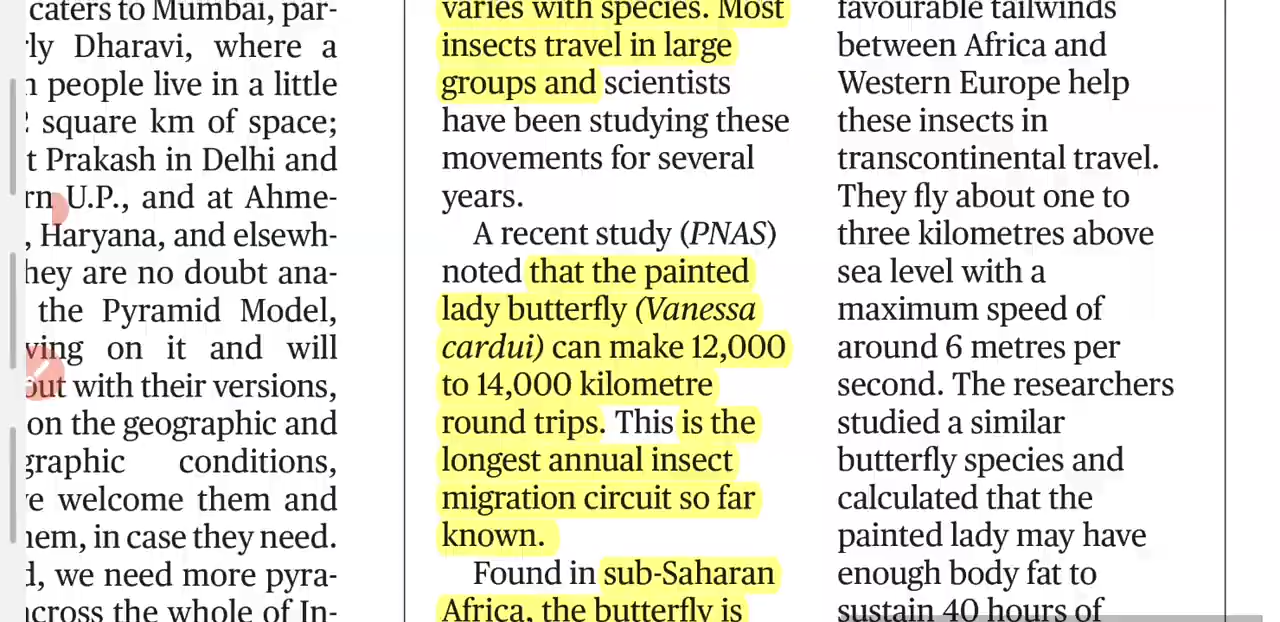 caters to Mumbai, par-
rly Dharavi, where a
people live in a little
square km of space;
t Prakash in Delhi and
rn U.P., and at Ahme-
, Haryana, and elsewh-
hey are no doubt ana-
the Pyramid Model,
ving on it and will
out with their versions,
on the geographic and
graphic conditions,
e welcome them and
hem, in case they need.
d, we need more pyra-
across the whole of In-
varies with species. Most
insects travel in large
groups and scientists
have been studying these
movements for several
years.
A recent study (PNAS)
noted that the painted
lady butterfly (Vanessa
cardui) can make 12,000
to 14,000 kilometre
round trips. This is the
longest annual insect
migration circuit so far
known.
Found in sub-Saharan
Africa, the butterfly is
favourable tailwinds
between Africa and
Western Europe help
these insects in
transcontinental travel.
They fly about one to
three kilometres above
sea level with a
maximum speed of
around 6 metres per
second. The researchers
studied a similar
butterfly species and
calculated that the
painted lady may have
enough body fat to
sustain 40 hours of